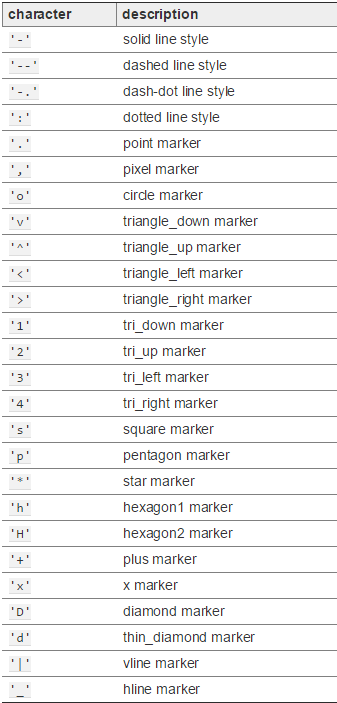 character description
'-' solid line style
'--' dashed line style
'-.' dash-dot line style
':' dotted line style
'.' point marker
',' pixel marker
'o' circle marker
'v' triangle_down marker
'^' triangle_up marker
'<' triangle_left marker
'>' triangle_right marker
'1' tri_down marker
'2' tri_up marker
'3' tri_left marker
'4' tri_right marker
's' square marker
'p' pentagon marker
'*' star marker
'h' hexagon1 marker
'H' hexagon2 marker
'+' plus marker
'x' x marker
'D' diamond marker
'd' thin_diamond marker
'|' vline marker
'_' hline marker